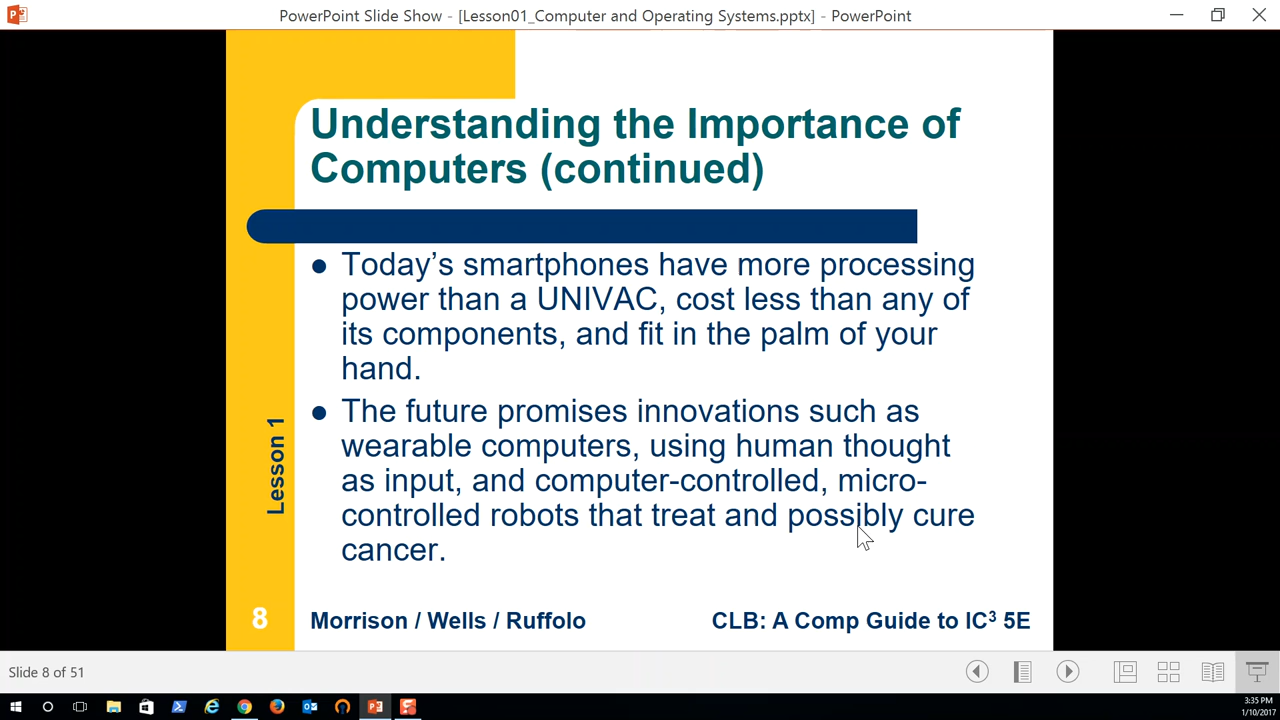 PowerPoint Slide Show - [Lesson01_Computer and Operating Systems.pptx] - PowerPoint
Understanding the Importance of
Computers (continued)
● Today’s smartphones have more processing
power than a UNIVAC, cost less than any of
its components, and fit in the palm of your
hand.
● The future promises innovations such as
wearable computers, using human thought
as input, and computer-controlled, micro-
controlled robots that treat and possibly cure
cancer.
Lesson 1
8
Morrison / Wells / Ruffolo
CLB: A Comp Guide to IC³ 5E
Slide 8 of 51
3:35 PM
1/10/2017